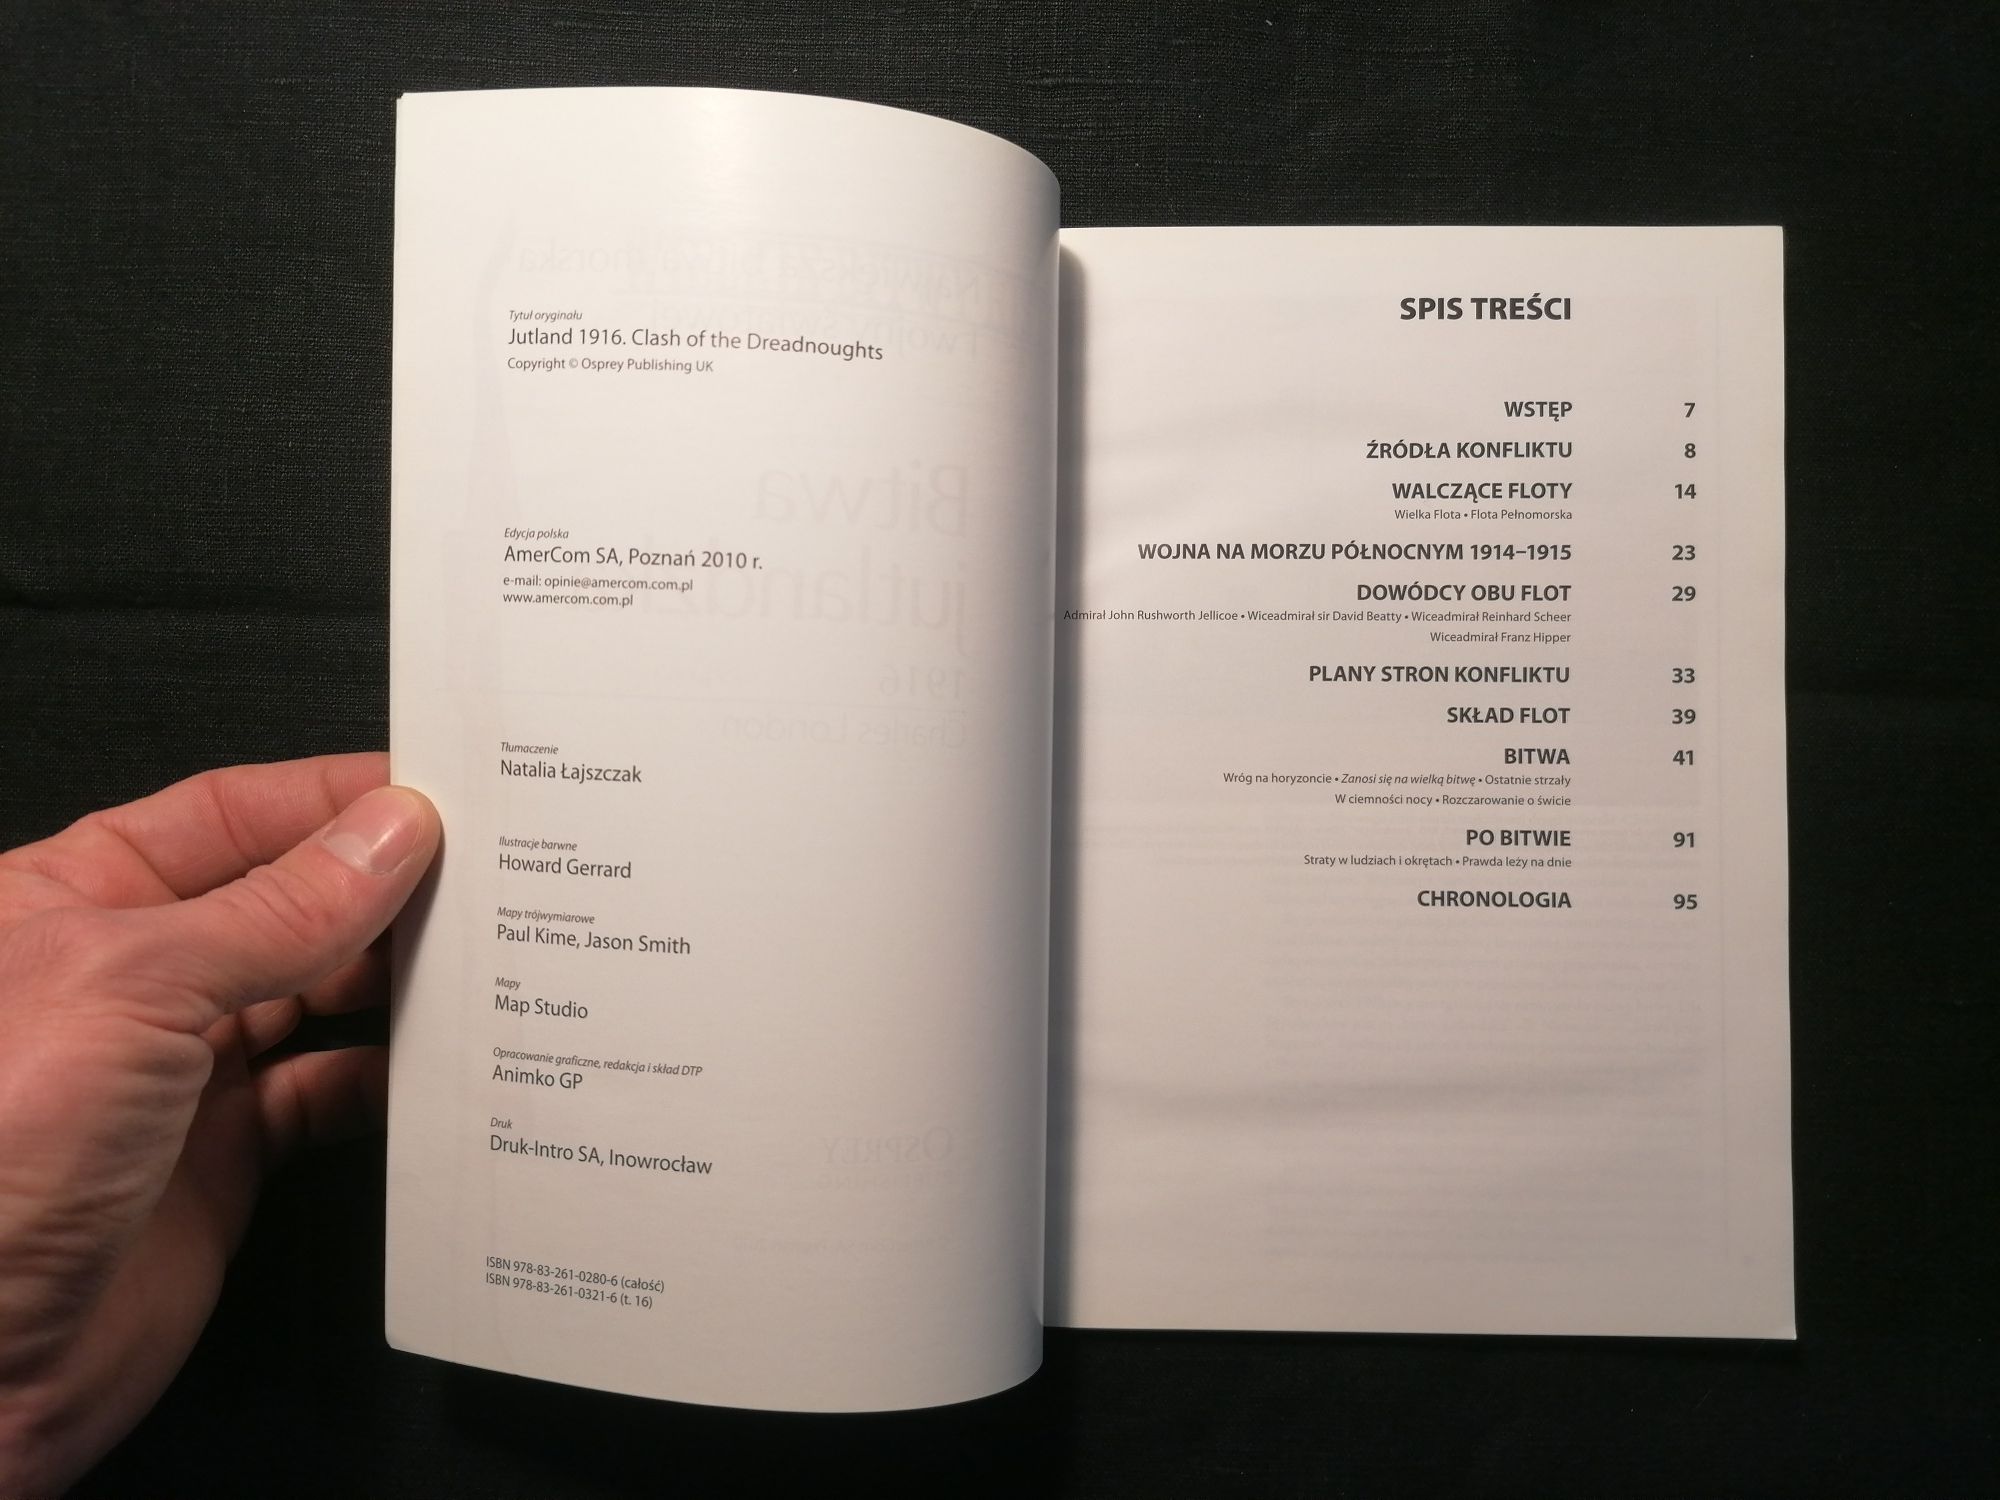 Tytuł oryginału
Jutland 1916. Clash of the Dreadnoughts
Copyright © Osprey Publishing UK
Edycja polska
AmerCom SA, Poznań 2010 r.
e-mail: opinie@amercom.com.pl
www.amercom.com.pl
Tłumaczenie
Natalia Łajszczak
Ilustracje barwne
Howard Gerrard
Mapy trójwymiarowe
Paul Kime, Jason Smith
Mapy
Map Studio
Opracowanie graficzne, redakcja i skład DTP
Animko GP
Druk
Druk-Intro SA, Inowrocław
ISBN 978-83-261-0280-6 (całość)
ISBN 978-83-261-0321-6 (t. 16)
SPIS TREŚCI
WSTĘP 7
ŹRÓDŁA KONFLIKTU 8
WALCZĄCE FLOTY 14
Wielka Flota • Flota Pełnomorska
WOJNA NA MORZU PÓŁNOCNYM 1914–1915 23
DOWÓDCY OBU FLOT 29
Admirał John Rushworth Jellicoe • Wiceadmirał sir David Beatty • Wiceadmirał Reinhard Scheer
Wiceadmirał Franz Hipper
PLANY STRON KONFLIKTU 33
SKŁAD FLOT 39
BITWA 41
Wróg na horyzoncie • Zanosi się na wielką bitwę • Ostatnie strzały
W ciemności nocy • Rozczarowanie o świcie
PO BITWIE 91
Straty w ludziach i okrętach • Prawda leży na dnie
CHRONOLOGIA 95